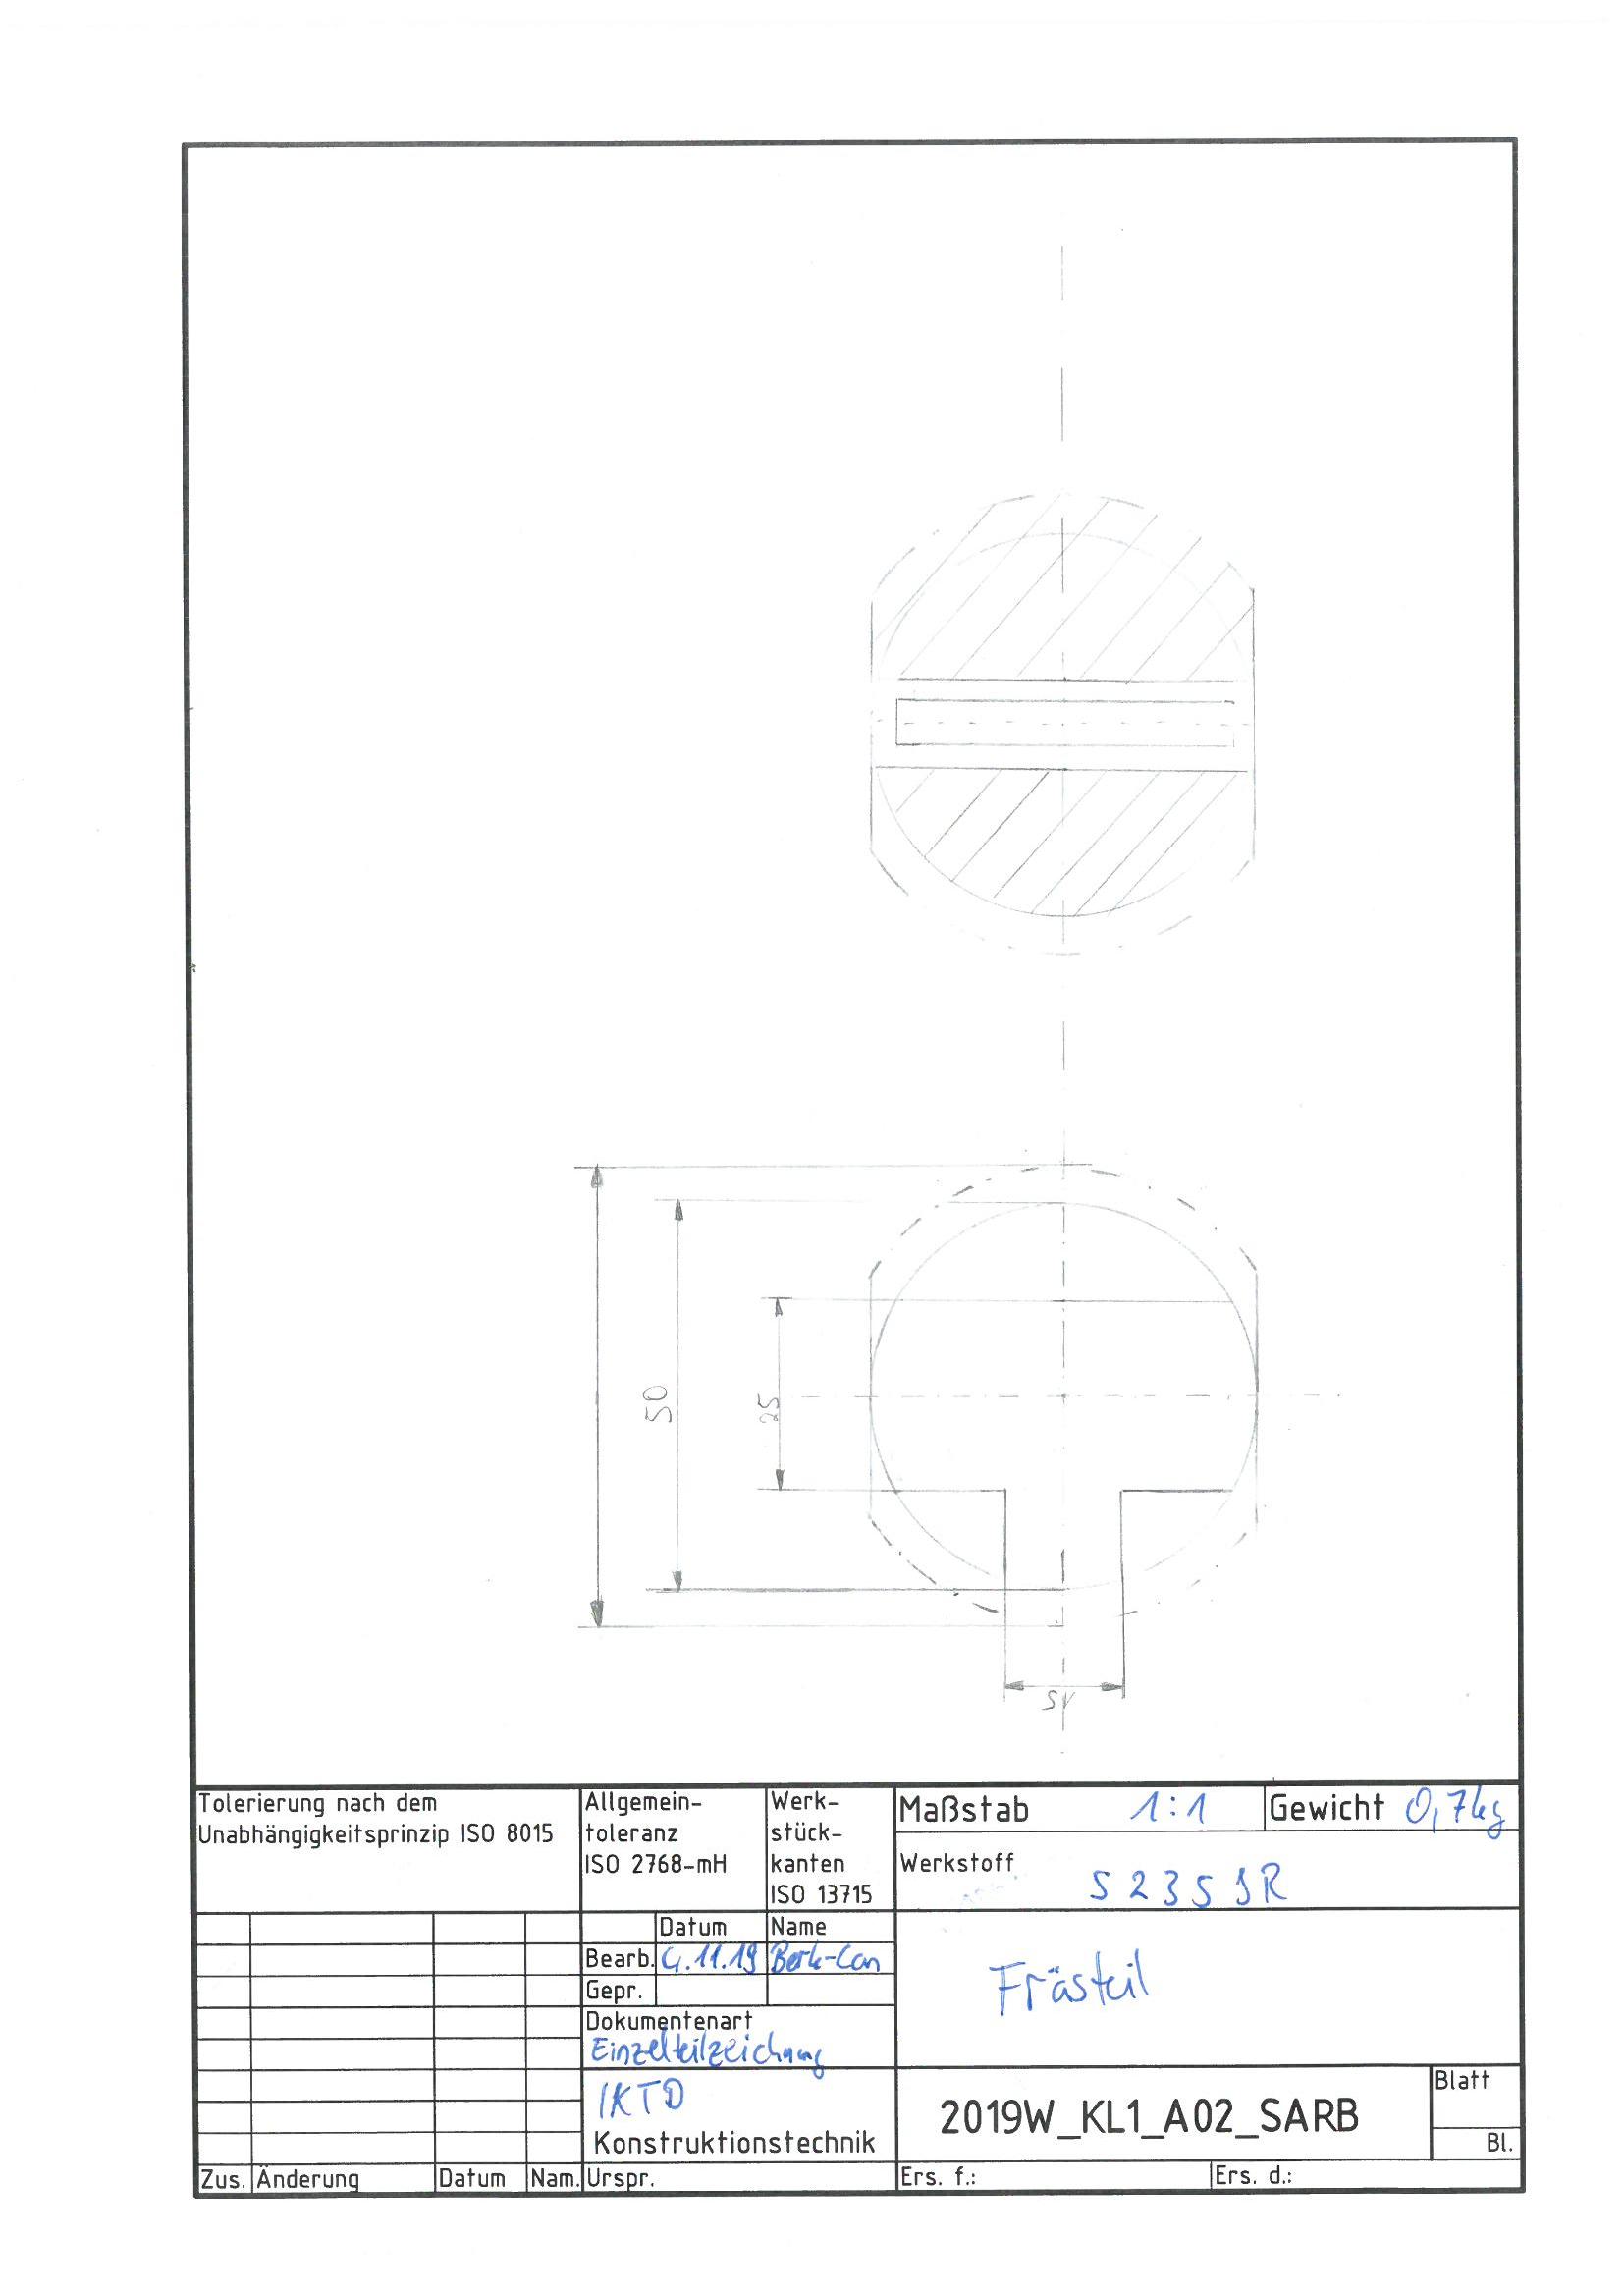 50
25
15
Tolerierung nach dem
Unabhängigkeitsprinzip ISO 8015
Allgemein-
toleranz
ISO 2768-mH
Werk-
stück-
kanten
ISO 13715
Maßstab 1:1
Gewicht 0,7kg
Werkstoff
S235JR
Datum Name
Bearb. 4.11.19 Berk-Can
Gepr.
Dokumentenart
Einzelteilzeichnung
Frästeil
IKTD
Konstruktionstechnik
2019W_KL1_A02_SARB
Blatt
Bl.
Zus. Änderung Datum Nam. Urspr. Ers. f.: Ers. d.: